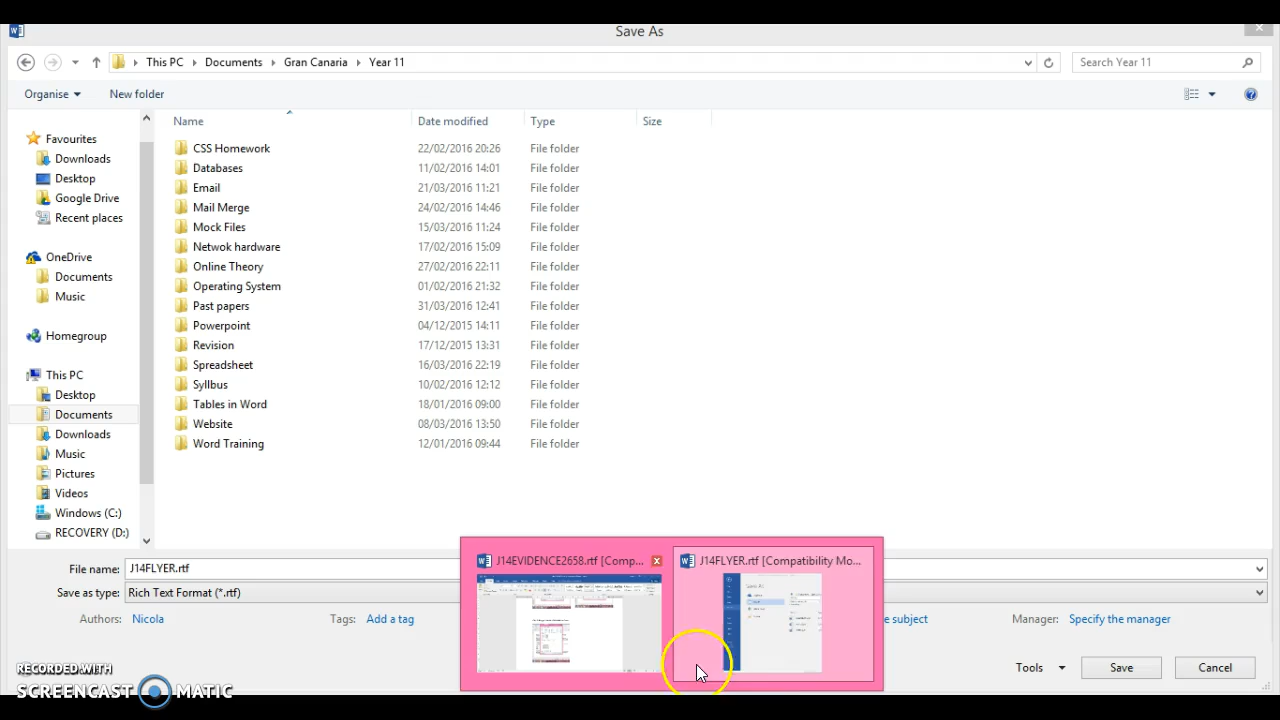 Save As
This PC Documents Gran Canaria Year 11 Search Year 11
Organise New folder
Name Date modified Type Size
Favourites
Downloads
Desktop
Google Drive
Recent places
OneDrive
Documents
Music
Homegroup
This PC
Desktop
Documents
Downloads
Music
Pictures
Videos
Windows (C:)
RECOVERY (D:)
CSS Homework 22/02/2016 20:26 File folder
Databases 11/02/2016 14:01 File folder
Email 21/03/2016 11:21 File folder
Mail Merge 24/02/2016 14:46 File folder
Mock Files 15/03/2016 11:24 File folder
Netwok hardware 17/02/2016 15:09 File folder
Online Theory 27/02/2016 22:11 File folder
Operating System 01/02/2016 21:32 File folder
Past papers 31/03/2016 12:41 File folder
Powerpoint 04/12/2015 14:11 File folder
Revision 17/12/2015 13:31 File folder
Spreadsheet 16/03/2016 22:19 File folder
Syllbus 10/02/2016 12:12 File folder
Tables in Word 18/01/2016 09:00 File folder
Website 08/03/2016 13:50 File folder
Word Training 12/01/2016 09:44 File folder
J14EVIDENCE2658.rtf [Comp... J14FLYER.rtf [Compatibility Mo...
File name: J14FLYER.rtf
Save as type: Rich Text Format (*.rtf)
Authors: Nicola Tags: Add a tag e subject Manager: Specify the manager
Tools Save Cancel
RECORDED WITH
SCREENCAST MATIC